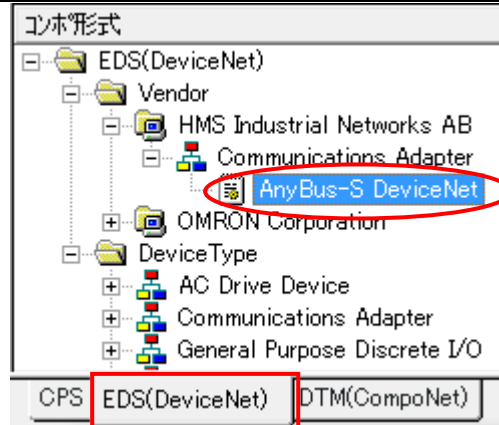 コンポ形式
EDS(DeviceNet)
Vendor
HMS Industrial Networks AB
Communications Adapter
AnyBus-S DeviceNet
OMRON Corporation
DeviceType
AC Drive Device
Communications Adapter
General Purpose Discrete I/O
CPS EDS(DeviceNet) DTM(CompoNet)